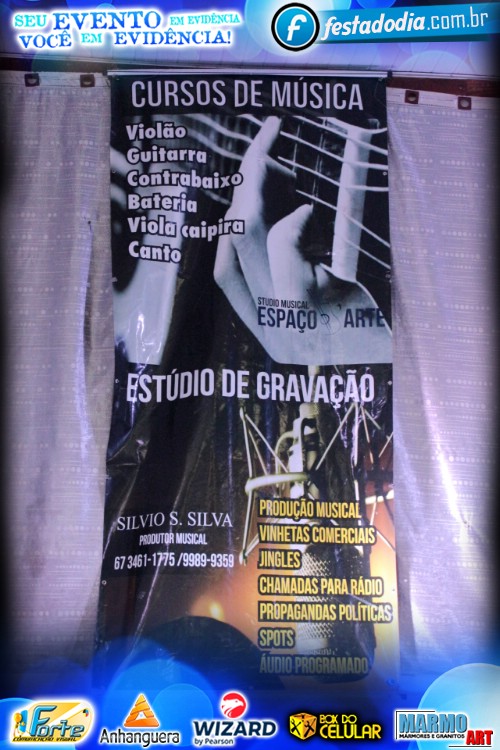 SEU EVENTO EM EVIDÊNCIA
VOCÊ EM EVIDÊNCIA!
f festadodia.com.br
CURSOS DE MÚSICA
Violão
Guitarra
Contrabaixo
Bateria
Viola caipira
Canto
STUDIO MUSICAL
ESPAÇO ARTE
ESTÚDIO DE GRAVAÇÃO
SILVIO S. SILVA
PRODUTOR MUSICAL
67 3461-1775 /9989-9359
PRODUÇÃO MUSICAL
VINHETAS COMERCIAIS
JINGLES
CHAMADAS PARA RÁDIO
PROPAGANDAS POLÍTICAS
SPOTS
ÁUDIO PROGRAMADO
Forte
COMUNICAÇÃO VISUAL
Anhanguera
WIZARD
by Pearson
BOX DO
CELULAR
MARMO
MÁRMORES E GRANITOS ART